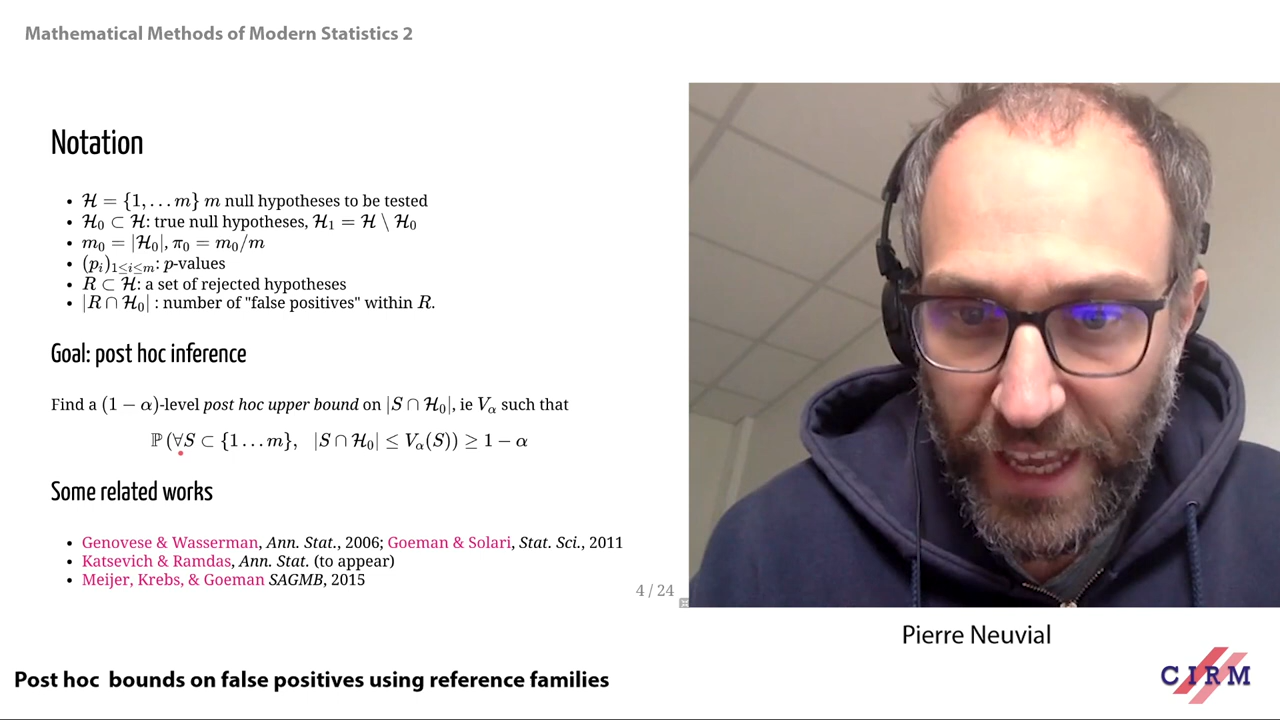 Mathematical Methods of Modern Statistics 2
Notation
• ℋ = {1, … m} m null hypotheses to be tested
• ℋ₀ ⊂ ℋ: true null hypotheses, ℋ₁ = ℋ \ ℋ₀
• m₀ = |ℋ₀|, π₀ = m₀/m
• (pᵢ)₁≤ᵢ≤ₘ: p-values
• R ⊂ ℋ: a set of rejected hypotheses
• |R ∩ ℋ₀| : number of "false positives" within R.
Goal: post hoc inference
Find a (1 − α)-level post hoc upper bound on |S ∩ ℋ₀|, ie V_α such that
ℙ (∀S ⊂ {1 … m}, |S ∩ ℋ₀| ≤ V_α(S)) ≥ 1 − α
Some related works
• Genovese & Wasserman, Ann. Stat., 2006; Goeman & Solari, Stat. Sci., 2011
• Katsevich & Ramdas, Ann. Stat. (to appear)
• Meijer, Krebs, & Goeman SAGMB, 2015
4 / 24
Pierre Neuvial
Post hoc bounds on false positives using reference families
CIRM